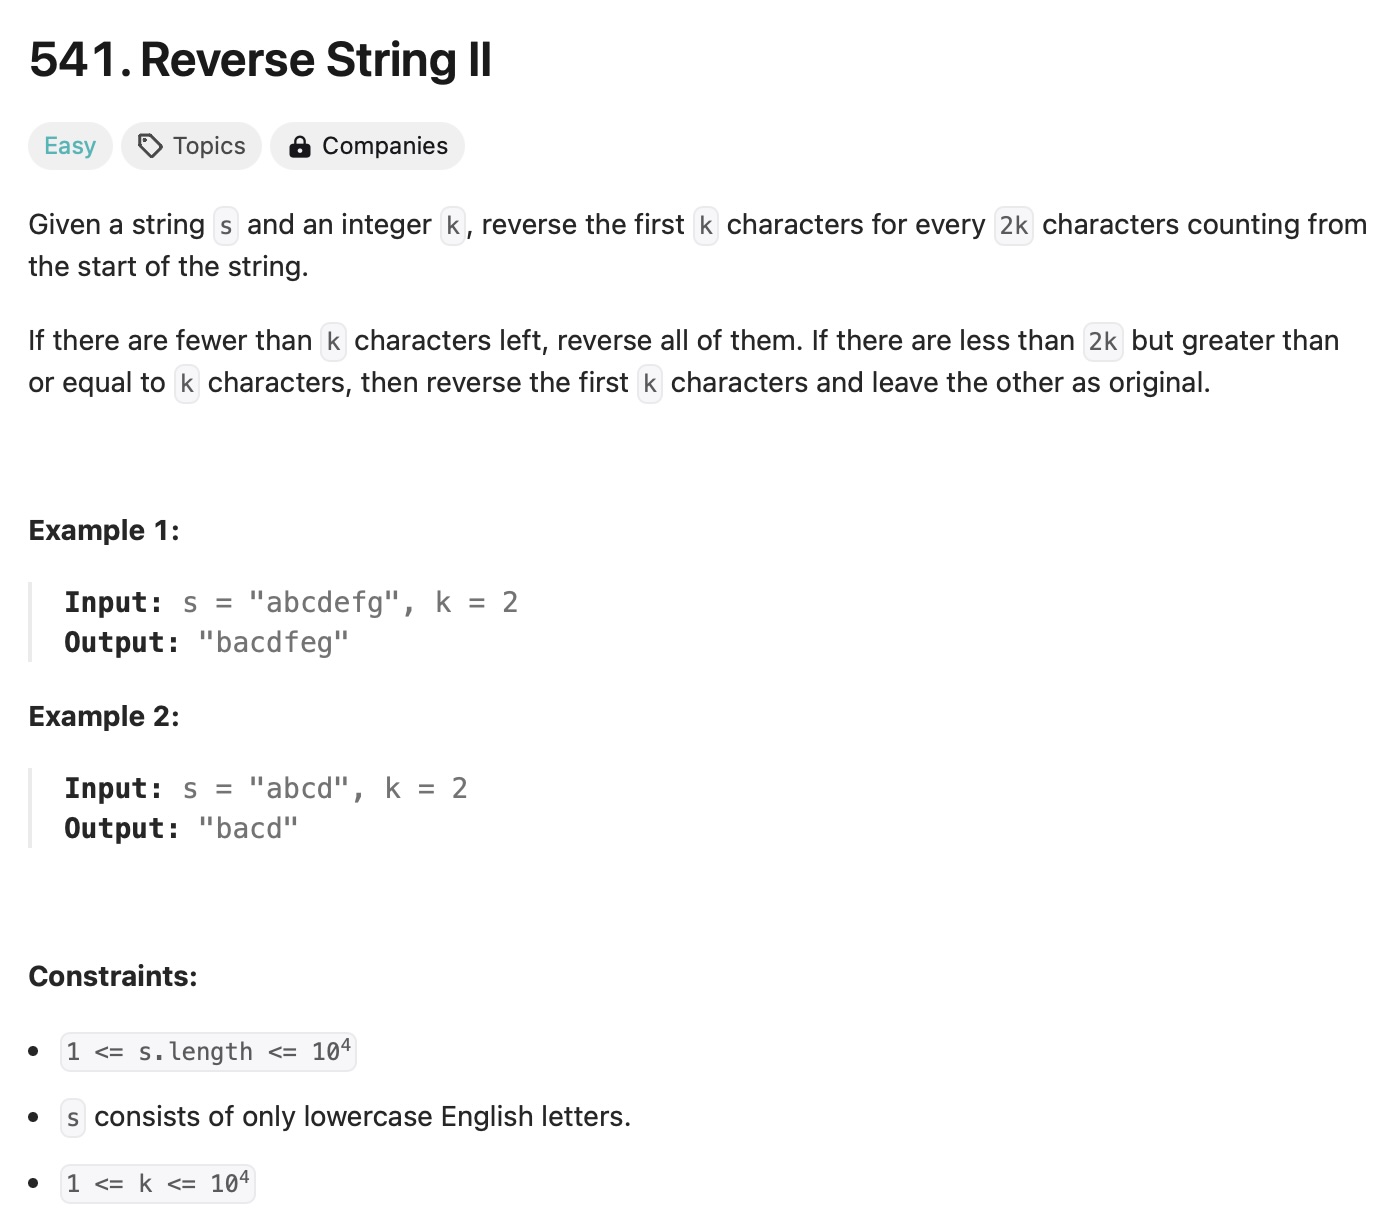 541. Reverse String II
Easy Topics Companies
Given a string s and an integer k, reverse the first k characters for every 2k characters counting from
the start of the string.
If there are fewer than k characters left, reverse all of them. If there are less than 2k but greater than
or equal to k characters, then reverse the first k characters and leave the other as original.
Example 1:
Input: s = "abcdefg", k = 2
Output: "bacdfeg"
Example 2:
Input: s = "abcd", k = 2
Output: "bacd"
Constraints:
• 1 <= s.length <= 10⁴
• s consists of only lowercase English letters.
• 1 <= k <= 10⁴